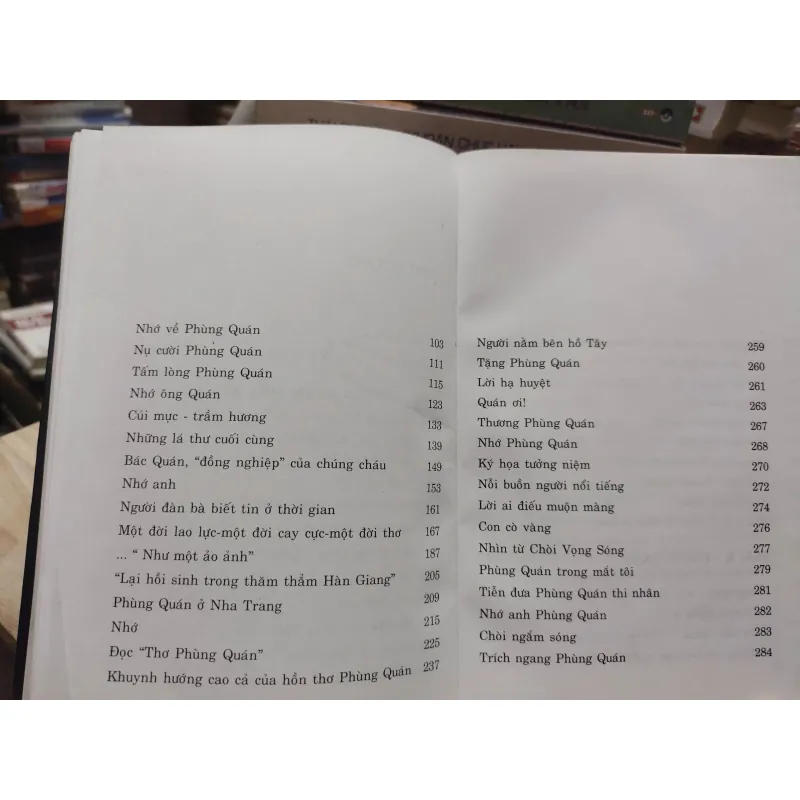 Nhớ về Phùng Quán 103
Nụ cười Phùng Quán 111
Tấm lòng Phùng Quán 115
Nhớ ông Quán 123
Củi mục - trầm hương 133
Những lá thư cuối cùng 139
Bác Quán, “đồng nghiệp” của chúng cháu 149
Nhớ anh 153
Người đàn bà biết tin ở thời gian 161
Một đời lao lực-một đời cay cực-một đời thơ 167
... “ Như một ảo ảnh” 187
“Lại hồi sinh trong thăm thẳm Hàn Giang” 205
Phùng Quán ở Nha Trang 209
Nhớ 215
Đọc “Thơ Phùng Quán” 225
Khuynh hướng cao cả của hồn thơ Phùng Quán 237
Người nằm bên hồ Tây 259
Tặng Phùng Quán 260
Lời hạ huyệt 261
Quán ơi! 263
Thương Phùng Quán 267
Nhớ Phùng Quán 268
Ký họa tưởng niệm 270
Nỗi buồn người nổi tiếng 272
Lời ai điếu muộn màng 274
Con cò vàng 276
Nhìn từ Chòi Vọng Sóng 277
Phùng Quán trong mắt tôi 279
Tiễn đưa Phùng Quán thi nhân 281
Nhớ anh Phùng Quán 282
Chòi ngắm sóng 283
Trích ngang Phùng Quán 284